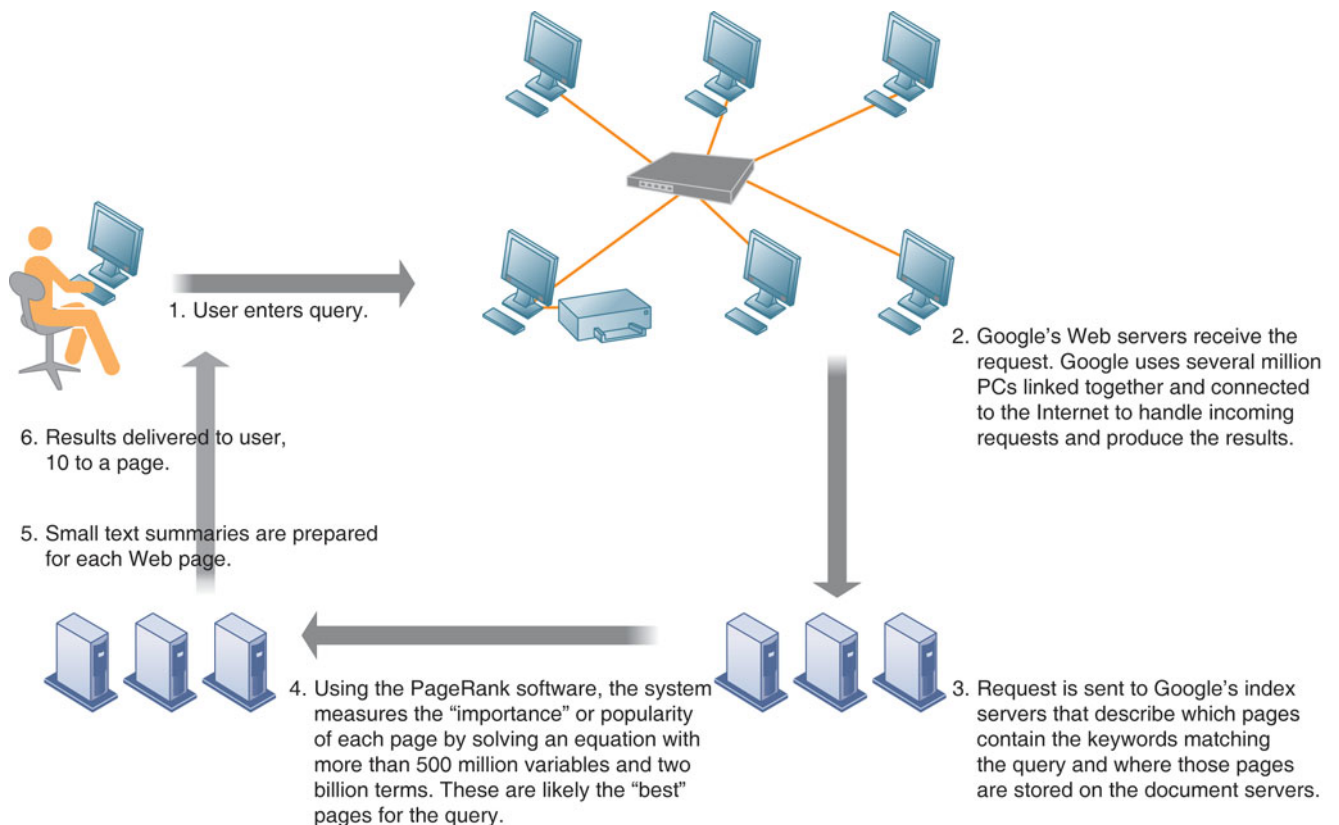 1. User enters query.
2. Google's Web servers receive the
request. Google uses several million
PCs linked together and connected
to the Internet to handle incoming
requests and produce the results.
3. Request is sent to Google's index
servers that describe which pages
contain the keywords matching
the query and where those pages
are stored on the document servers.
4. Using the PageRank software, the system
measures the “importance” or popularity
of each page by solving an equation with
more than 500 million variables and two
billion terms. These are likely the “best”
pages for the query.
5. Small text summaries are prepared
for each Web page.
6. Results delivered to user,
10 to a page.